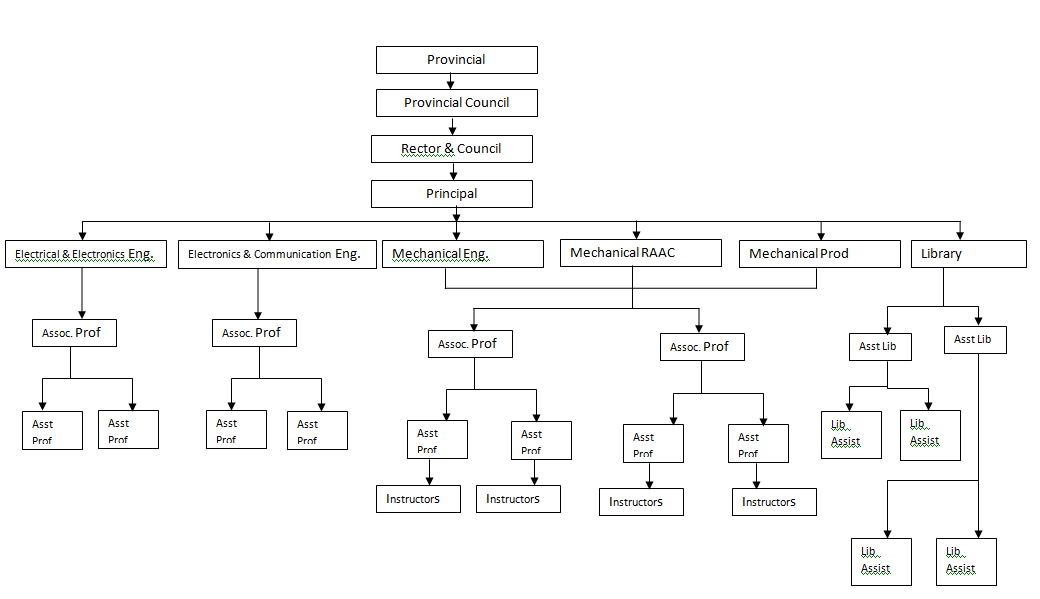 Provincial
Provincial Council
Rector & Council
Principal
Electrical & Electronics Eng.
Electronics & Communication Eng.
Mechanical Eng.
Mechanical RAAC
Mechanical Prod
Library
Assoc. Prof
Assoc. Prof
Assoc. Prof
Assoc. Prof
Asst Lib
Asst Lib
Asst
Prof
Asst
Prof
Asst
Prof
Asst
Prof
Asst
Prof
Asst
Prof
Asst
Prof
Asst
Prof
Lib
Assist
Lib
Assist
Instructors
Instructors
Instructors
Instructors
Lib
Assist
Lib
Assist